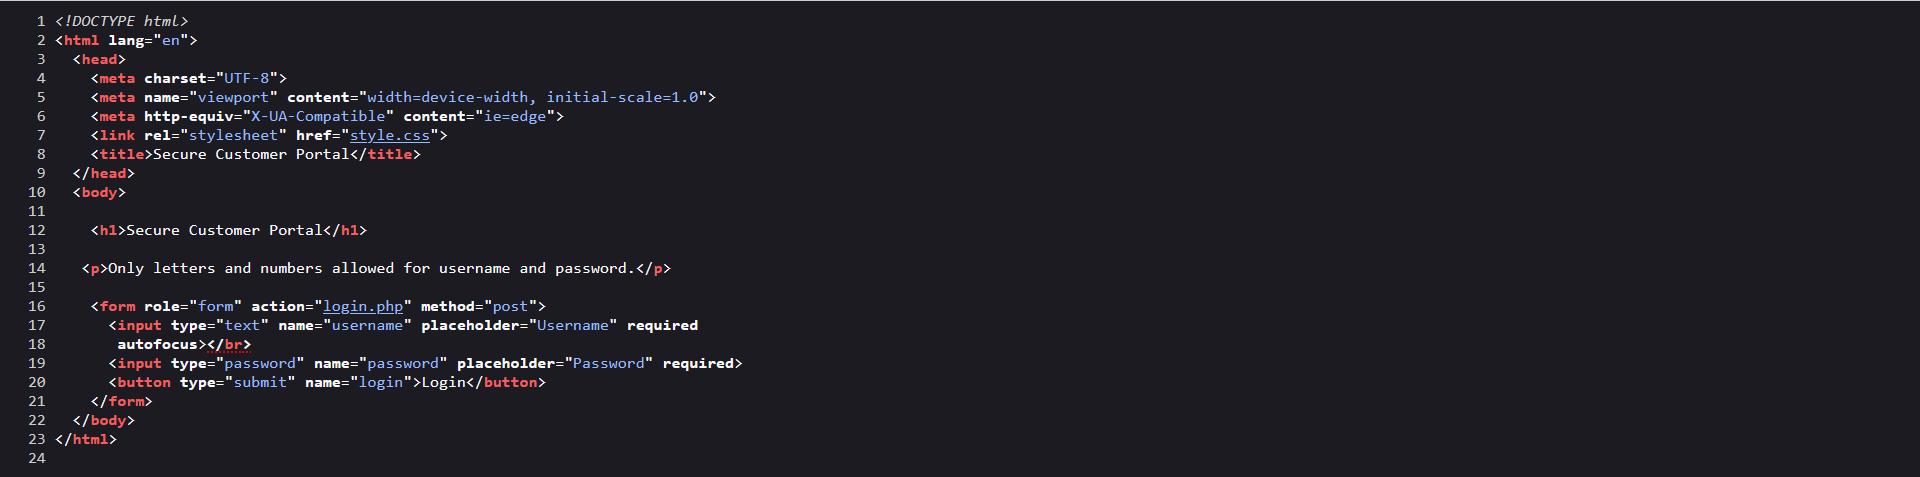 1 <!DOCTYPE html>
2 <html lang="en">
3   <head>
4     <meta charset="UTF-8">
5     <meta name="viewport" content="width=device-width, initial-scale=1.0">
6     <meta http-equiv="X-UA-Compatible" content="ie=edge">
7     <link rel="stylesheet" href="style.css">
8     <title>Secure Customer Portal</title>
9   </head>
10   <body>
11
12     <h1>Secure Customer Portal</h1>
13
14    <p>Only letters and numbers allowed for username and password.</p>
15
16     <form role="form" action="login.php" method="post">
17       <input type="text" name="username" placeholder="Username" required
18        autofocus></br>
19       <input type="password" name="password" placeholder="Password" required>
20       <button type="submit" name="login">Login</button>
21     </form>
22   </body>
23 </html>
24